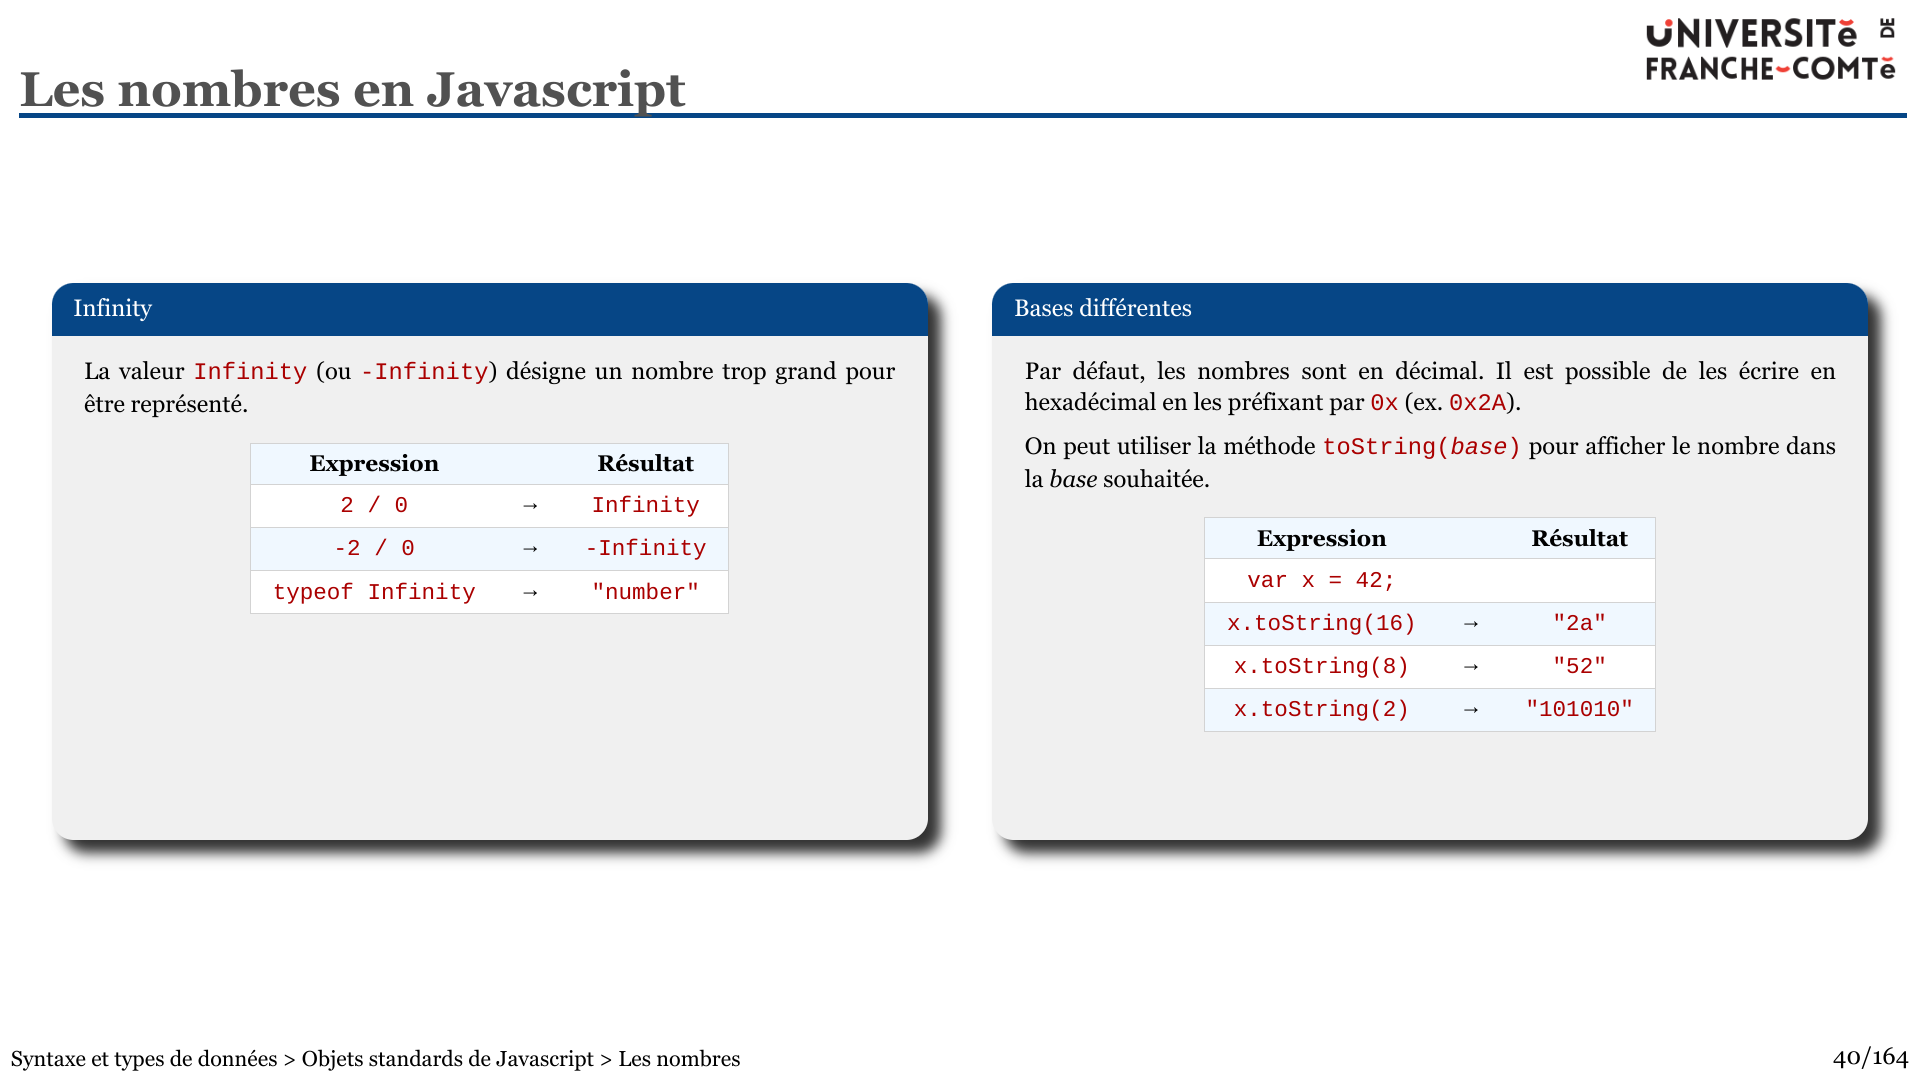 UNIVERSITĕ DE
FRANCHE-COMTĕ
Les nombres en Javascript
Infinity
La valeur Infinity (ou -Infinity) désigne un nombre trop grand pour
être représenté.
Expression Résultat
2 / 0 → Infinity
-2 / 0 → -Infinity
typeof Infinity → "number"
Bases différentes
Par défaut, les nombres sont en décimal. Il est possible de les écrire en
hexadécimal en les préfixant par 0x (ex. 0x2A).
On peut utiliser la méthode toString(base) pour afficher le nombre dans
la base souhaitée.
Expression Résultat
var x = 42;
x.toString(16) → "2a"
x.toString(8) → "52"
x.toString(2) → "101010"
Syntaxe et types de données > Objets standards de Javascript > Les nombres
40/164